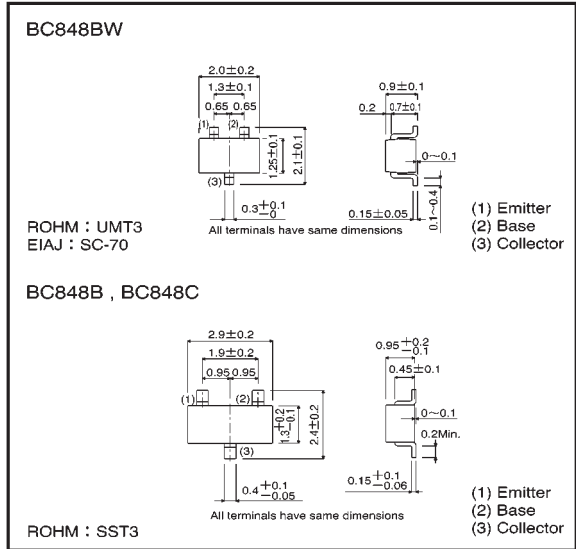 BC848BW
2.0±0.2
1.3±0.1
0.65 0.65
(1) (2)
(3)
1.25±0.1
2.1±0.1
0.3+0.1 −0
All terminals have same dimensions
0.9±0.1
0.2 0.7±0.1
0~0.1
0.15±0.05
0.1~0.4
ROHM : UMT3
EIAJ : SC-70
(1) Emitter
(2) Base
(3) Collector
BC848B , BC848C
2.9±0.2
1.9±0.2
0.95 0.95
(1) (2)
(3)
1.3+0.2 −0.1
2.4±0.2
0.4+0.1 −0.05
All terminals have same dimensions
0.95+0.2 −0.1
0.45±0.1
0~0.1
0.2Min.
0.15+0.1 −0.06
ROHM : SST3
(1) Emitter
(2) Base
(3) Collector